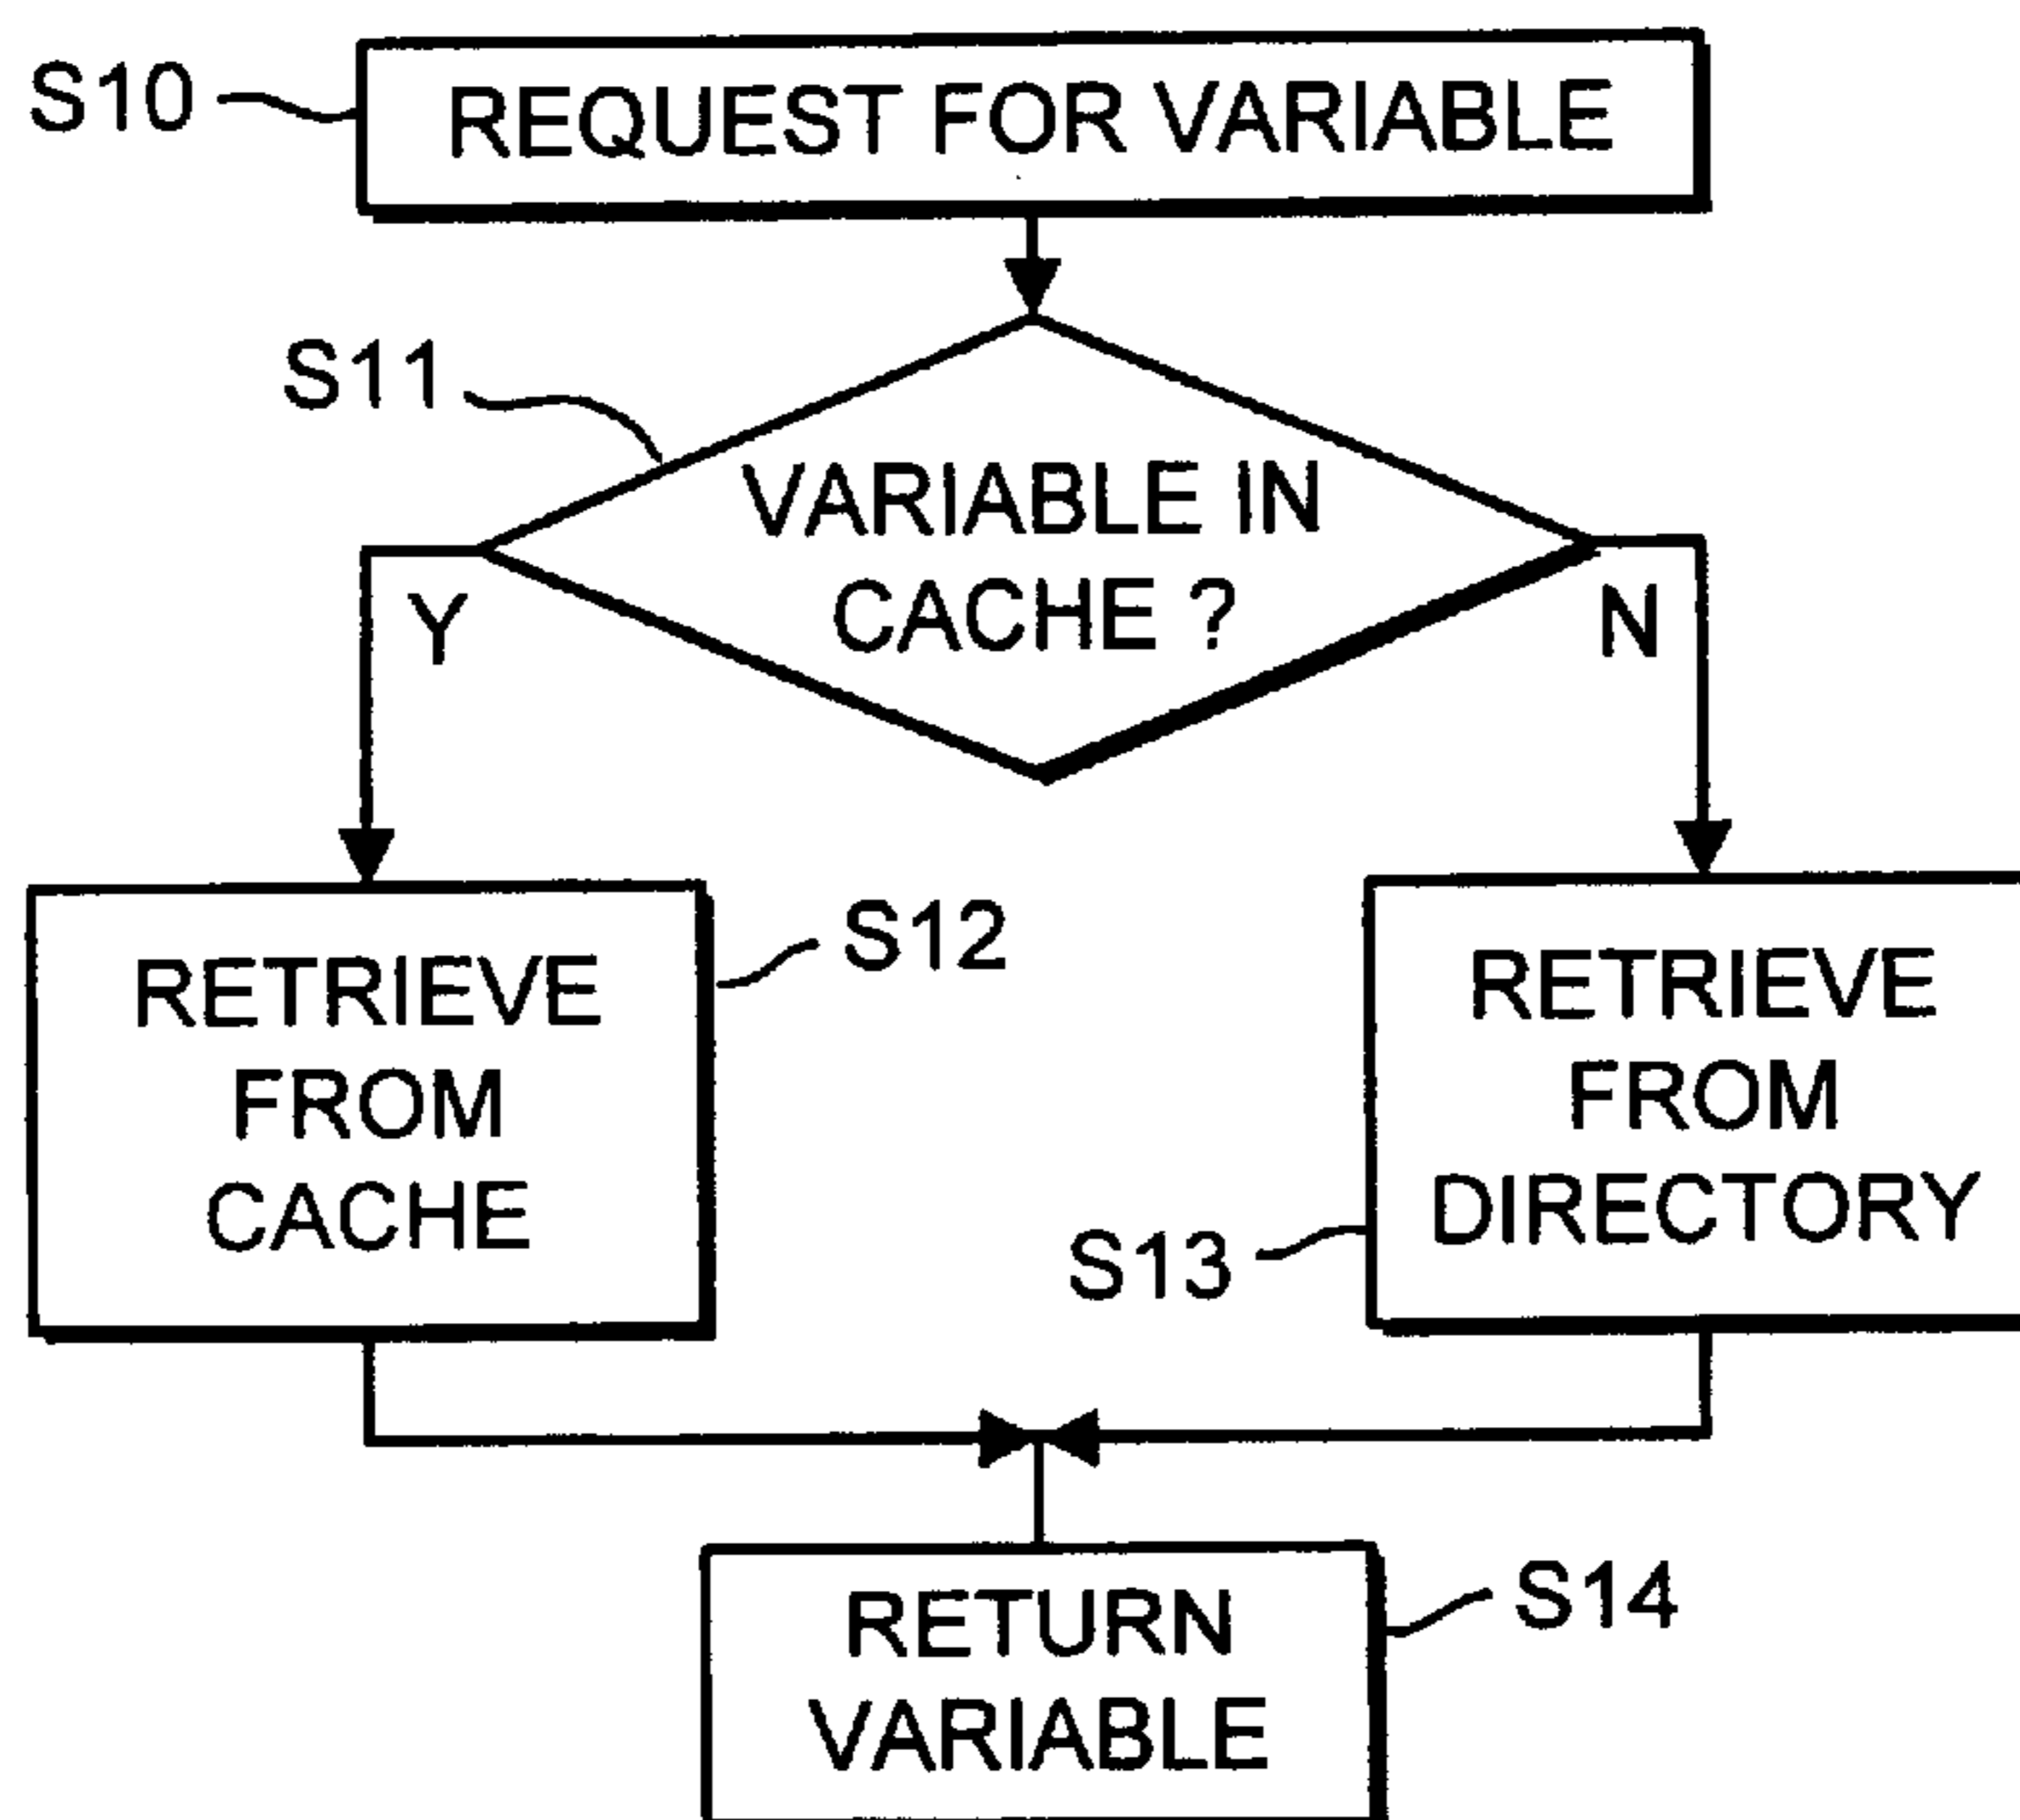 S10
REQUEST FOR VARIABLE
S11
VARIABLE IN
CACHE ?
Y
N
RETRIEVE
FROM
CACHE
S12
RETRIEVE
FROM
DIRECTORY
S13
RETURN
VARIABLE
S14